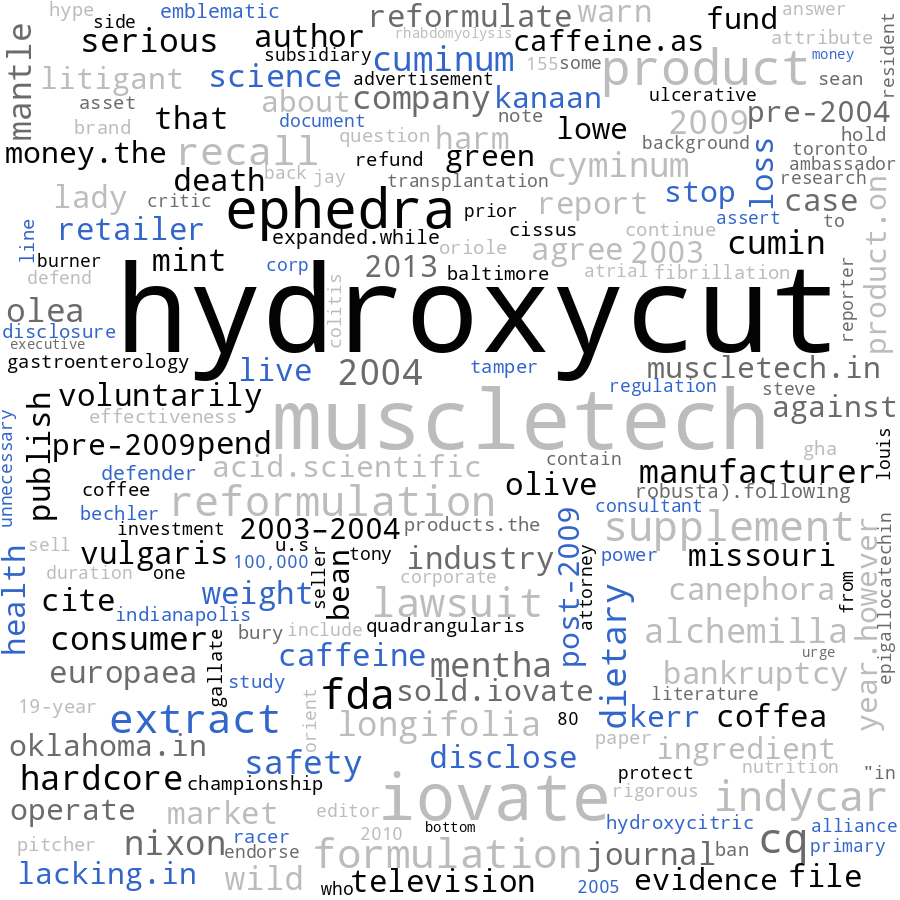 hype
side
emblematic
reformulate
warn
fund
answer
serious
author
rhabdomyolysis
caffeine.as
attribute
resident
mantle
subsidiary
cuminum
155
some
product
money
litigant
science
advertisement
sean
asset
about
company
kanaan
ulcerative
brand
that
document
note
lowe
2009
pre-2004
question
harm
background
hold
money.the
recall
refund
green
cyminum
loss
toronto
ambassador
death
back
jay
transplantation
stop
research
lady
critic
ephedra
prior
report
case
product.on
retailer
cissus
continue
assert
to
line
expanded.while
oriole
agree
2003
cumin
burner
mint
corp
2013
baltimore
atrial
fibrillation
defend
hydroxycut
colitis
reporter
olea
disclosure
executive
gastroenterology
live
2004
tamper
muscletech.in
regulation
steve
voluntarily
muscletech
against
effectiveness
publish
unnecessary
pre-2009
pend
louis
defender
acid.scientific
contain
gha
manufacturer
coffee
reformulation
olive
robusta).following
bechler
consultant
investment
2003–2004
products.the
post-2009
supplement
sell
vulgaris
u.s
tony
industry
power
missouri
100,000
seller
bean
attorney
year.however
health
duration
one
corporate
from
epigallocatechin
cite
weight
lawsuit
dietary
canephora
indianapolis
consumer
gallate
bury
include
quadrangularis
alchemilla
urge
europaea
caffeine
mentha
bankruptcy
study
fda
sold.iovate
literature
19-year
extract
orient
longifolia
80
kerr
coffea
oklahoma.in
paper
ingredient
safety
disclose
nutrition
"in
hardcore
championship
iovate
protect
rigorous
indycar
operate
market
editor
hydroxycitric
alliance
pitcher
nixon
racer
2010
bottom
cq
primary
endorse
formulation
journal
ban
lacking.in
wild
who
television
2005
evidence
file